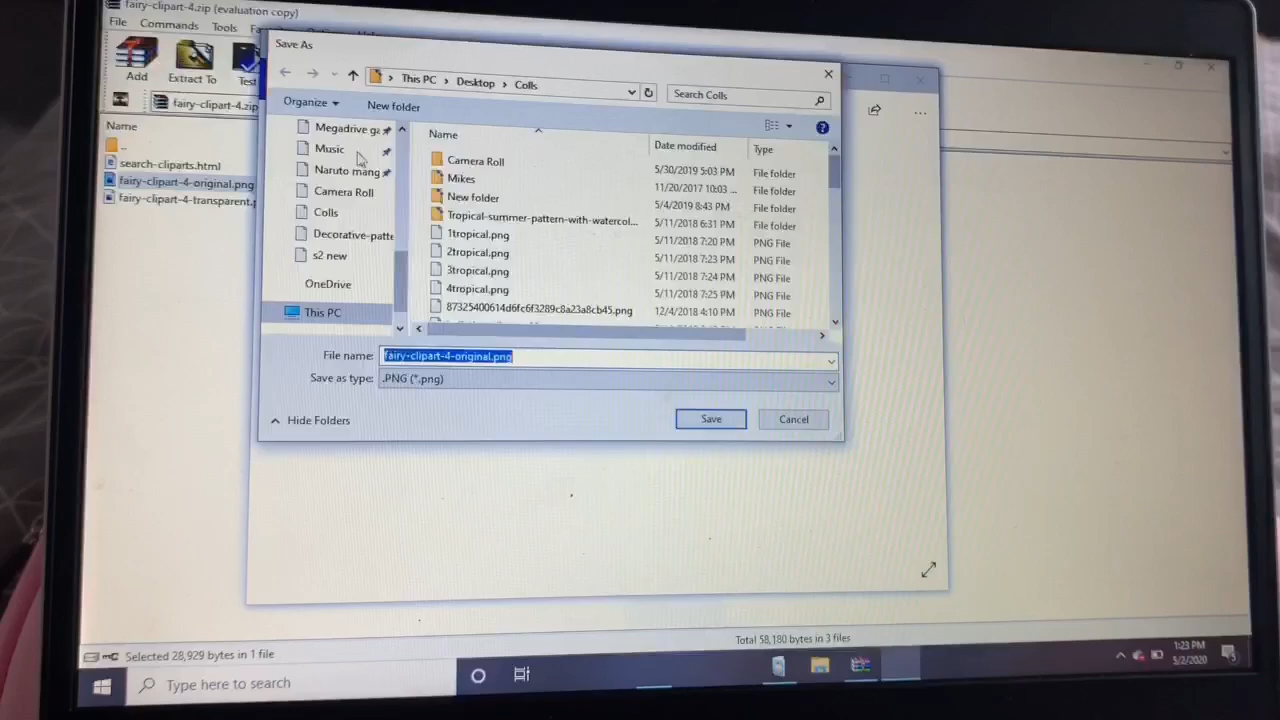 fairy-clipart-4.zip (evaluation copy)
File Commands Tools
Add Extract To Test
fairy-clipart-4.zip
Name
..
search-cliparts.html
fairy-clipart-4-original.png
fairy-clipart-4-transparent.p
Save As
This PC Desktop Colls
Search Colls
Organize New folder
Megadrive ga
Music
Naruto mang
Camera Roll
Colls
Decorative-patte
s2 new
OneDrive
This PC
Name Date modified Type
Camera Roll 5/30/2019 5:03 PM File folder
Mikes 11/20/2017 10:03 ... File folder
New folder 5/4/2019 8:43 PM File folder
Tropical-summer-pattern-with-watercol... 5/11/2018 6:31 PM File folder
1tropical.png 5/11/2018 7:20 PM PNG File
2tropical.png 5/11/2018 7:23 PM PNG File
3tropical.png 5/11/2018 7:24 PM PNG File
4tropical.png 5/11/2018 7:25 PM PNG File
87325400614d6fc6f3289c8a23a8cb45.png 12/4/2018 4:10 PM PNG File
File name: fairy-clipart-4-original.png
Save as type: .PNG (*.png)
Hide Folders Save Cancel
Selected 28,929 bytes in 1 file
Total 58,180 bytes in 3 files
Type here to search
1:23 PM
5/2/2020
5